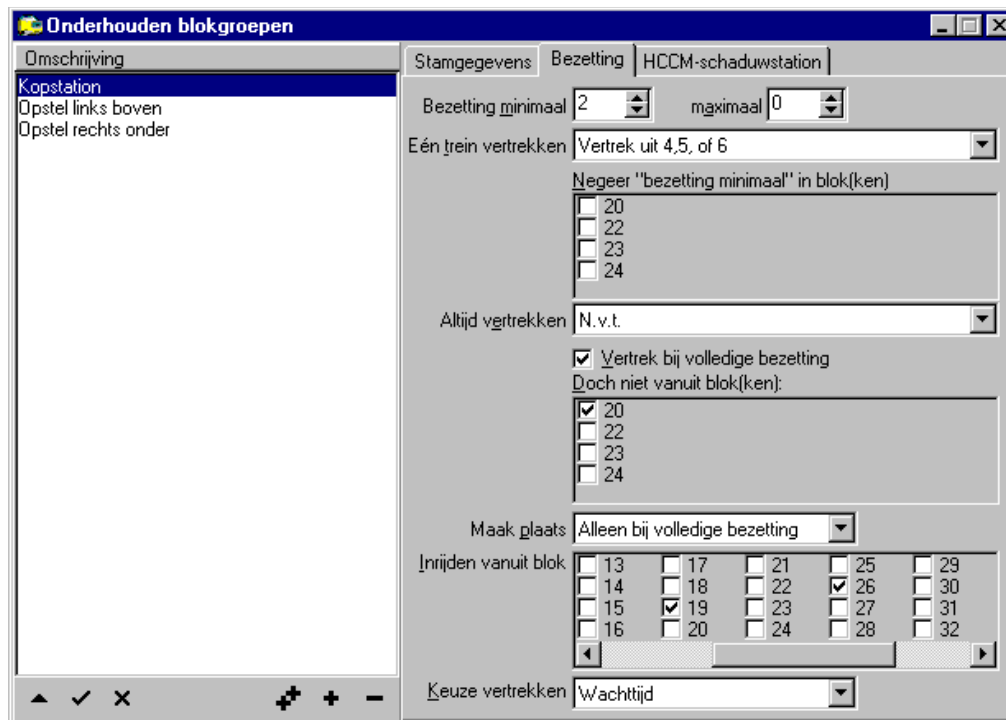 Onderhouden blokgroepen
Omschrijving
Kopstation
Opstel links boven
Opstel rechts onder
Stamgegevens Bezetting HCCM-schaduwstation
Bezetting minimaal 2 maximaal 0
Eén trein vertrekken Vertrek uit 4,5, of 6
Negeer "bezetting minimaal" in blok(ken)
20
22
23
24
Altijd vertrekken N.v.t.
Vertrek bij volledige bezetting
Doch niet vanuit blok(ken):
20
22
23
24
Maak plaats Alleen bij volledige bezetting
Inrijden vanuit blok 13 17 21 25 29
14 18 22 26 30
15 19 23 27 31
16 20 24 28 32
Keuze vertrekken Wachttijd